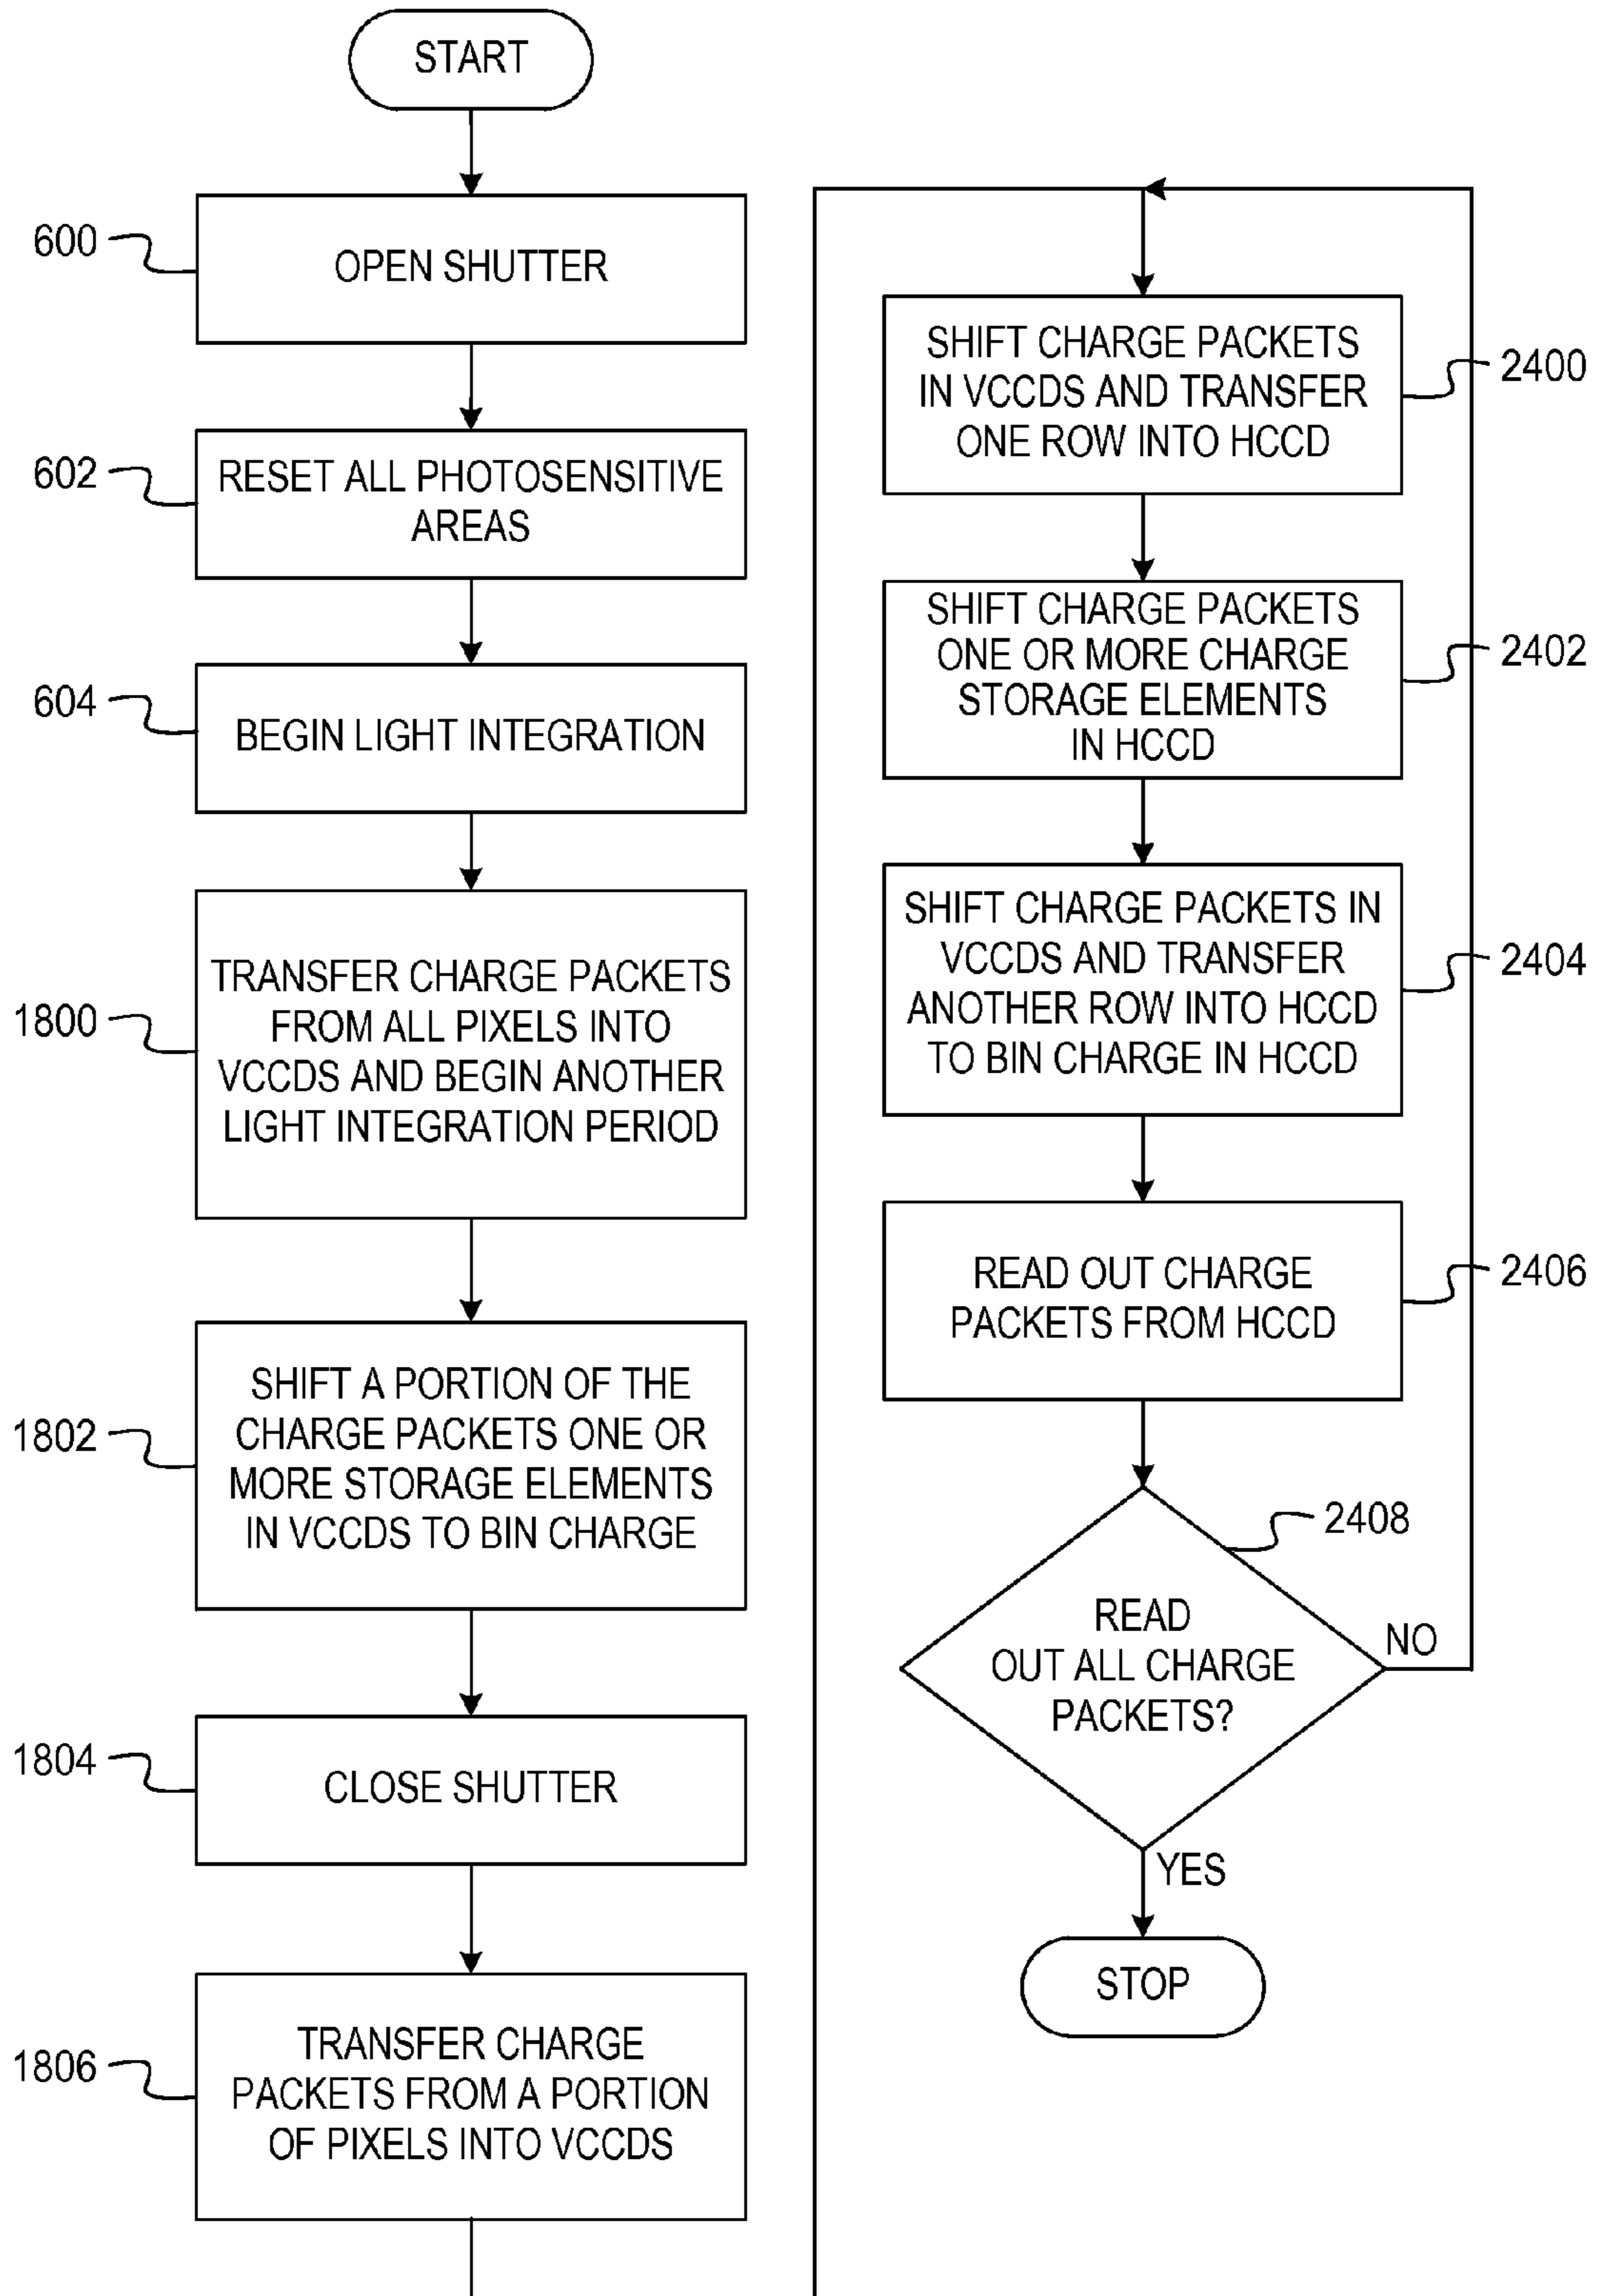 START
600
OPEN SHUTTER
602
RESET ALL PHOTOSENSITIVE
AREAS
604
BEGIN LIGHT INTEGRATION
1800
TRANSFER CHARGE PACKETS
FROM ALL PIXELS INTO
VCCDS AND BEGIN ANOTHER
LIGHT INTEGRATION PERIOD
1802
SHIFT A PORTION OF THE
CHARGE PACKETS ONE OR
MORE STORAGE ELEMENTS
IN VCCDS TO BIN CHARGE
1804
CLOSE SHUTTER
1806
TRANSFER CHARGE
PACKETS FROM A PORTION
OF PIXELS INTO VCCDS
SHIFT CHARGE PACKETS
IN VCCDS AND TRANSFER
ONE ROW INTO HCCD
2400
SHIFT CHARGE PACKETS
ONE OR MORE CHARGE
STORAGE ELEMENTS
IN HCCD
2402
SHIFT CHARGE PACKETS IN
VCCDS AND TRANSFER
ANOTHER ROW INTO HCCD
TO BIN CHARGE IN HCCD
2404
READ OUT CHARGE
PACKETS FROM HCCD
2406
2408
READ
OUT ALL CHARGE
PACKETS?
NO
YES
STOP